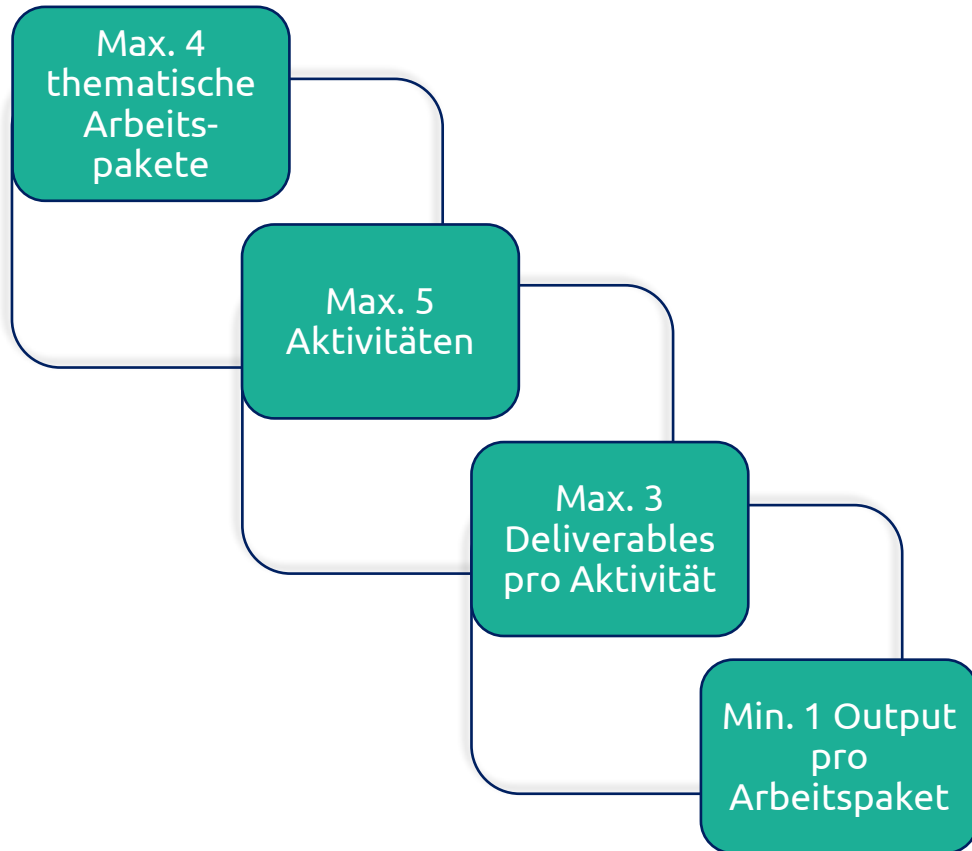 Max. 4
thematische
Arbeits-
pakete
Max. 5
Aktivitäten
Max. 3
Deliverables
pro Aktivität
Min. 1 Output
pro
Arbeitspaket